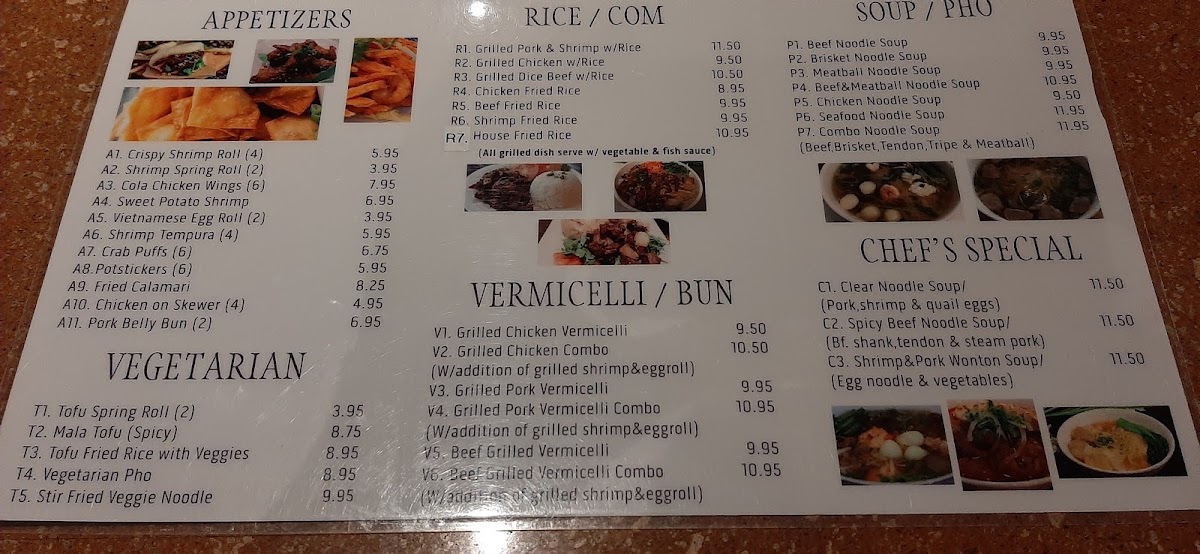 APPETIZERS
A1. Crispy Shrimp Roll (4) 5.95
A2. Shrimp Spring Roll (2) 3.95
A3. Cola Chicken Wings (6) 7.95
A4. Sweet Potato Shrimp 6.95
A5. Vietnamese Egg Roll (2) 3.95
A6. Shrimp Tempura (4) 5.95
A7. Crab Puffs (6) 6.75
A8.Potstickers (6) 5.95
A9. Fried Calamari 8.25
A10. Chicken on Skewer (4) 4.95
A11. Pork Belly Bun (2) 6.95
VEGETARIAN
T1. Tofu Spring Roll (2) 3.95
T2. Mala Tofu (Spicy) 8.75
T3. Tofu Fried Rice with Veggies 8.95
T4. Vegetarian Pho 8.95
T5. Stir Fried Veggie Noodle 9.95
RICE / COM
R1. Grilled Pork & Shrimp w/Rice 11.50
R2. Grilled Chicken w/Rice 9.50
R3. Grilled Dice Beef w/Rice 10.50
R4. Chicken Fried Rice 8.95
R5. Beef Fried Rice 9.95
R6. Shrimp Fried Rice 9.95
R7. House Fried Rice 10.95
(All grilled dish serve w/ vegetable & fish sauce)
VERMICELLI / BUN
V1. Grilled Chicken Vermicelli 9.50
V2. Grilled Chicken Combo 10.50
(W/addition of grilled shrimp&eggroll)
V3. Grilled Pork Vermicelli 9.95
V4. Grilled Pork Vermicelli Combo 10.95
(W/addition of grilled shrimp&eggroll)
V5. Beef Grilled Vermicelli 9.95
V6. Beef Grilled Vermicelli Combo 10.95
(W/addition of grilled shrimp&eggroll)
SOUP / PHO
P1. Beef Noodle Soup 9.95
P2. Brisket Noodle Soup 9.95
P3. Meatball Noodle Soup 9.95
P4. Beef&Meatball Noodle Soup 10.95
P5. Chicken Noodle Soup 9.50
P6. Seafood Noodle Soup 11.95
P7. Combo Noodle Soup 11.95
(Beef,Brisket,Tendon,Tripe & Meatball)
CHEF'S SPECIAL
C1. Clear Noodle Soup/ 11.50
(Pork,shrimp & quail eggs)
C2. Spicy Beef Noodle Soup/ 11.50
(Bf. shank,tendon & steam pork)
C3. Shrimp&Pork Wonton Soup/ 11.50
(Egg noodle & vegetables)